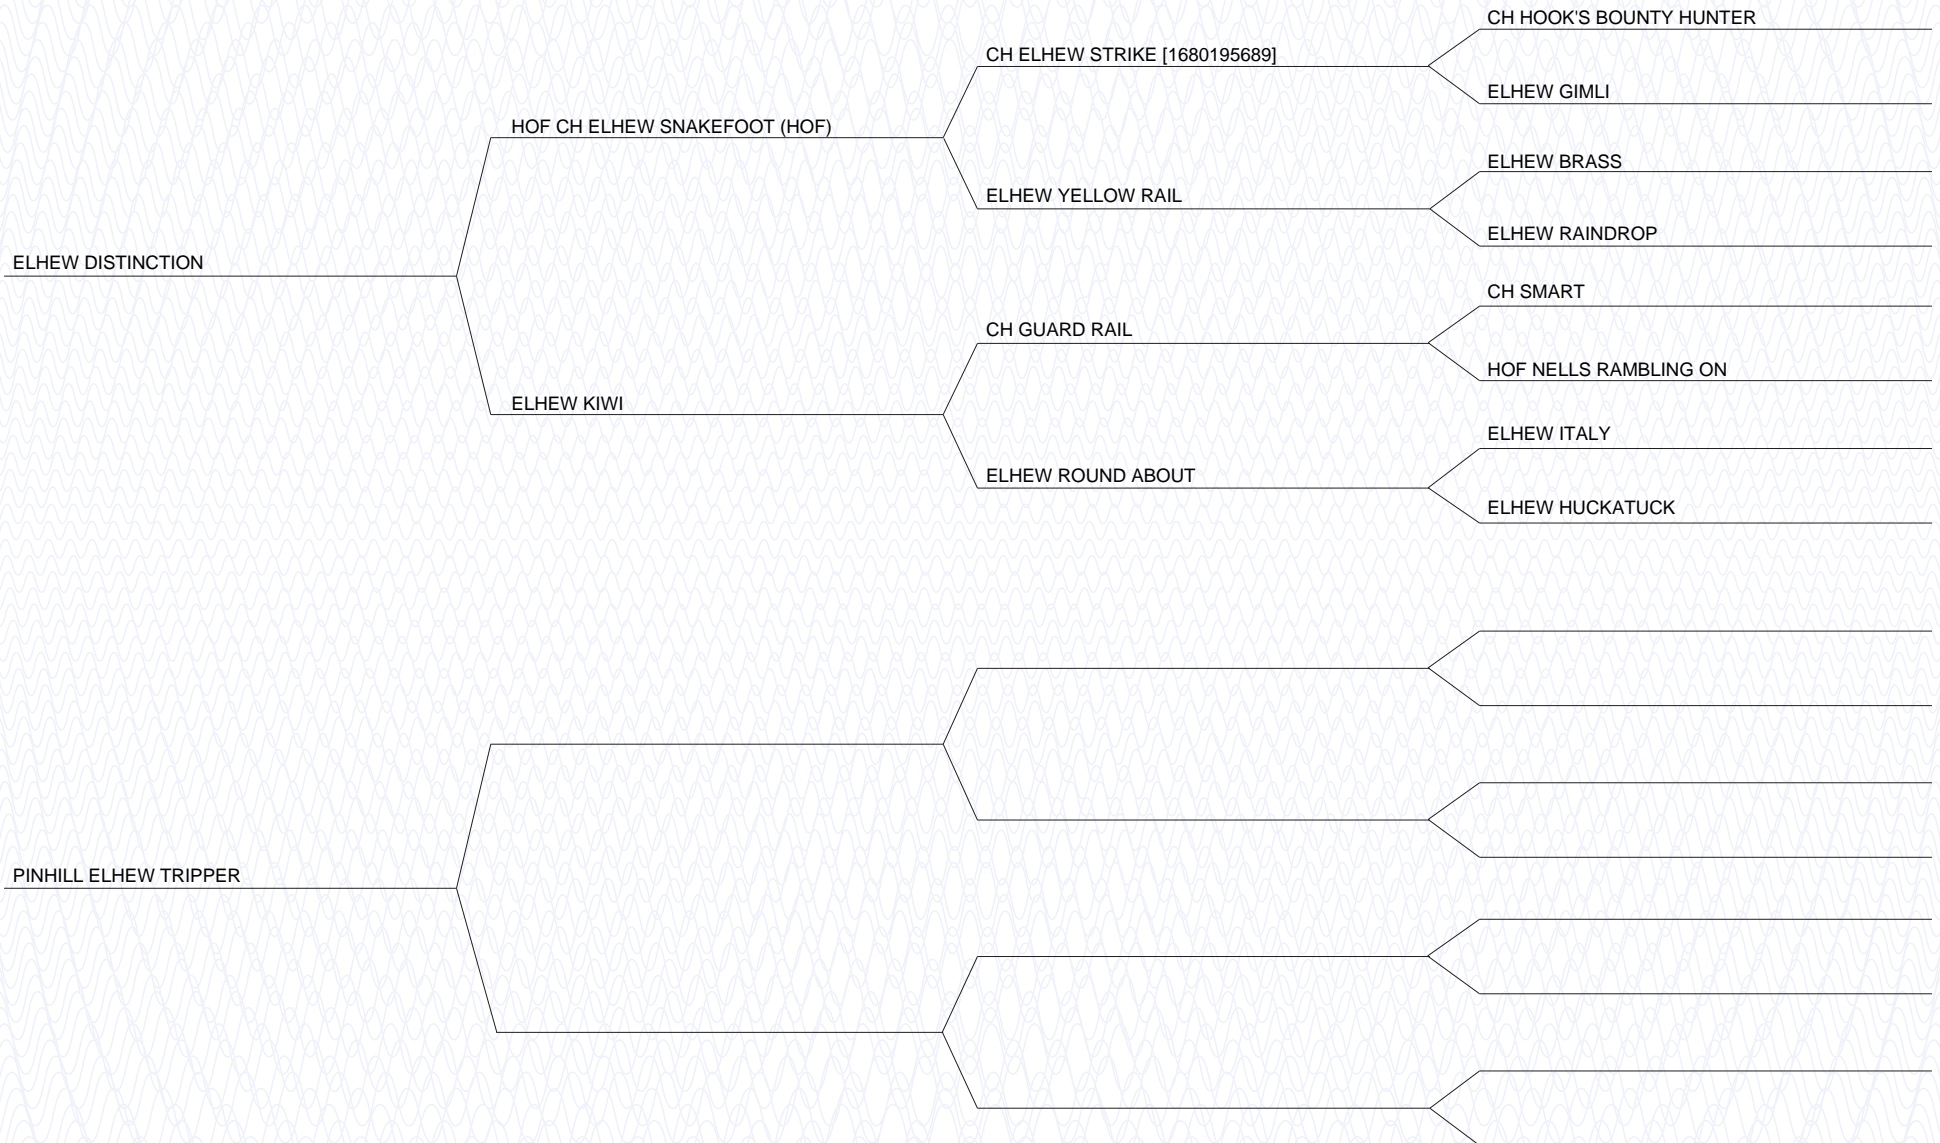 CH HOOK'S BOUNTY HUNTER
CH ELHEW STRIKE [1680195689]
ELHEW GIMLI
HOF CH ELHEW SNAKEFOOT (HOF)
ELHEW BRASS
ELHEW YELLOW RAIL
ELHEW RAINDROP
ELHEW DISTINCTION
CH SMART
CH GUARD RAIL
HOF NELLS RAMBLING ON
ELHEW KIWI
ELHEW ITALY
ELHEW ROUND ABOUT
ELHEW HUCKATUCK
PINHILL ELHEW TRIPPER